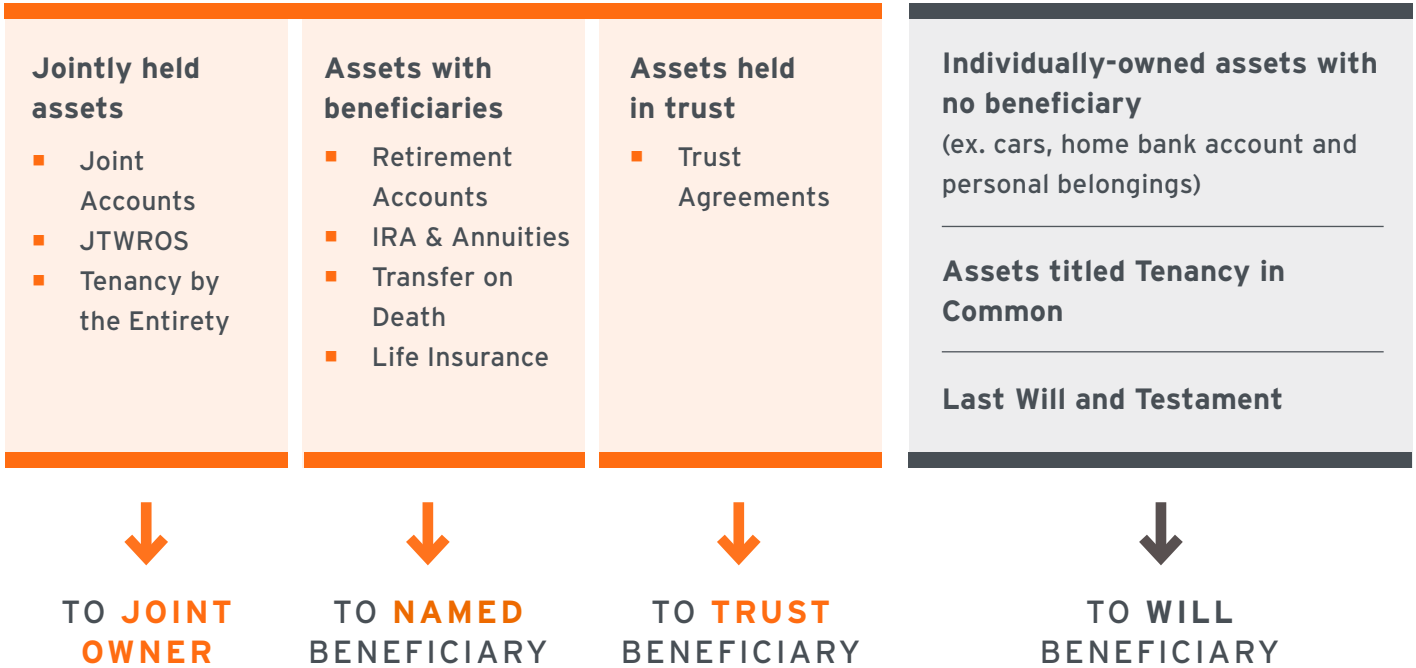 Jointly held
assets
Joint
Accounts
JTWROS
Tenancy by
the Entirety
TO JOINT
OWNER
Assets with
beneficiaries
Retirement
Accounts
IRA & Annuities
Transfer on
Death
Life Insurance
TO NAMED
BENEFICIARY
Assets held
in trust
Trust
Agreements
TO TRUST
BENEFICIARY
Individually-owned assets with
no beneficiary
(ex. cars, home bank account and
personal belongings)
Assets titled Tenancy in
Common
Last Will and Testament
TO WILL
BENEFICIARY